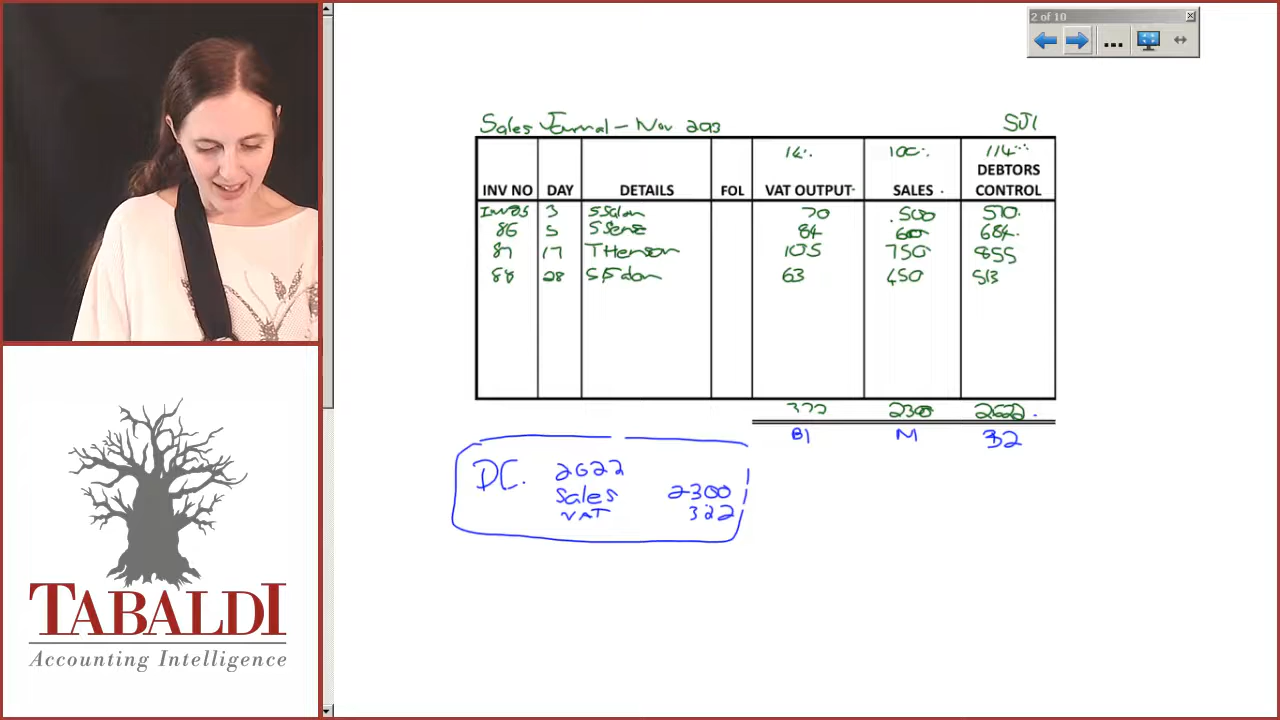 2 of 10
Sales Journal - Nov SJ1
14% 100% 114%
DEBTORS
INV NO DAY DETAILS FOL VAT OUTPUT SALES CONTROL
3 70 500 570
86 5 84 600 684
87 17 T Henson 105 750 855
88 28 63 450 513
322 2300 2622
B1 32
DC. 2622
Sales 2300
VAT 322
TABALDI
Accounting Intelligence